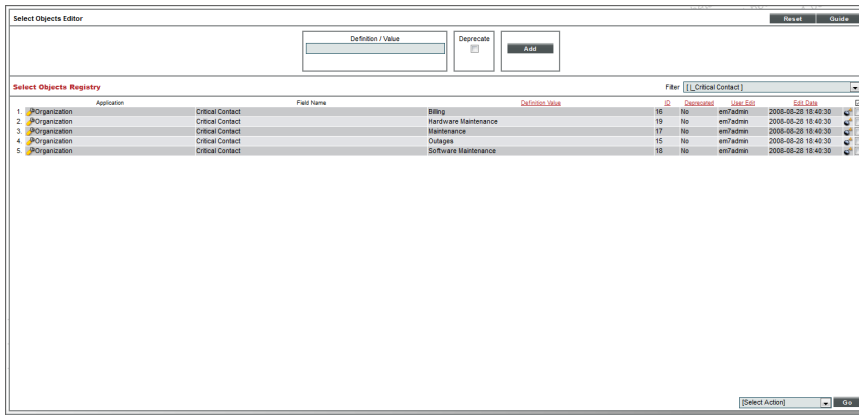 Select Objects Editor Reset Guide
Definition / Value Deprecate
Add
Select Objects Registry Filter [ |_Critical Contact ]
Application Field Name Definition Value ID Deprecated User Edit Edit Date
1. Organization Critical Contact Billing 16 No em7admin 2008-08-28 18:40:30
2. Organization Critical Contact Hardware Maintenance 19 No em7admin 2008-08-28 18:40:30
3. Organization Critical Contact Maintenance 17 No em7admin 2008-08-28 18:40:30
4. Organization Critical Contact Outages 15 No em7admin 2008-08-28 18:40:30
5. Organization Critical Contact Software Maintenance 18 No em7admin 2008-08-28 18:40:30
[Select Action] Go